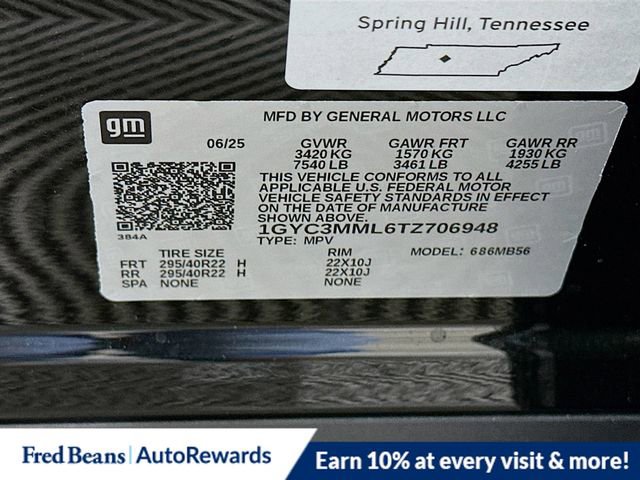 Spring Hill, Tennessee
gm
MFD BY GENERAL MOTORS LLC
06/25 GVWR GAWR FRT GAWR RR
3420 KG 1570 KG 1930 KG
7540 LB 3461 LB 4255 LB
THIS VEHICLE CONFORMS TO ALL
APPLICABLE U.S. FEDERAL MOTOR
VEHICLE SAFETY STANDARDS IN EFFECT
ON THE DATE OF MANUFACTURE
SHOWN ABOVE.
1GYC3MML6TZ706948
384A
TYPE: MPV MODEL: 686MB56
TIRE SIZE RIM
FRT 295/40R22 H 22X10J
RR 295/40R22 H 22X10J
SPA NONE NONE
Fred Beans | AutoRewards
Earn 10% at every visit & more!